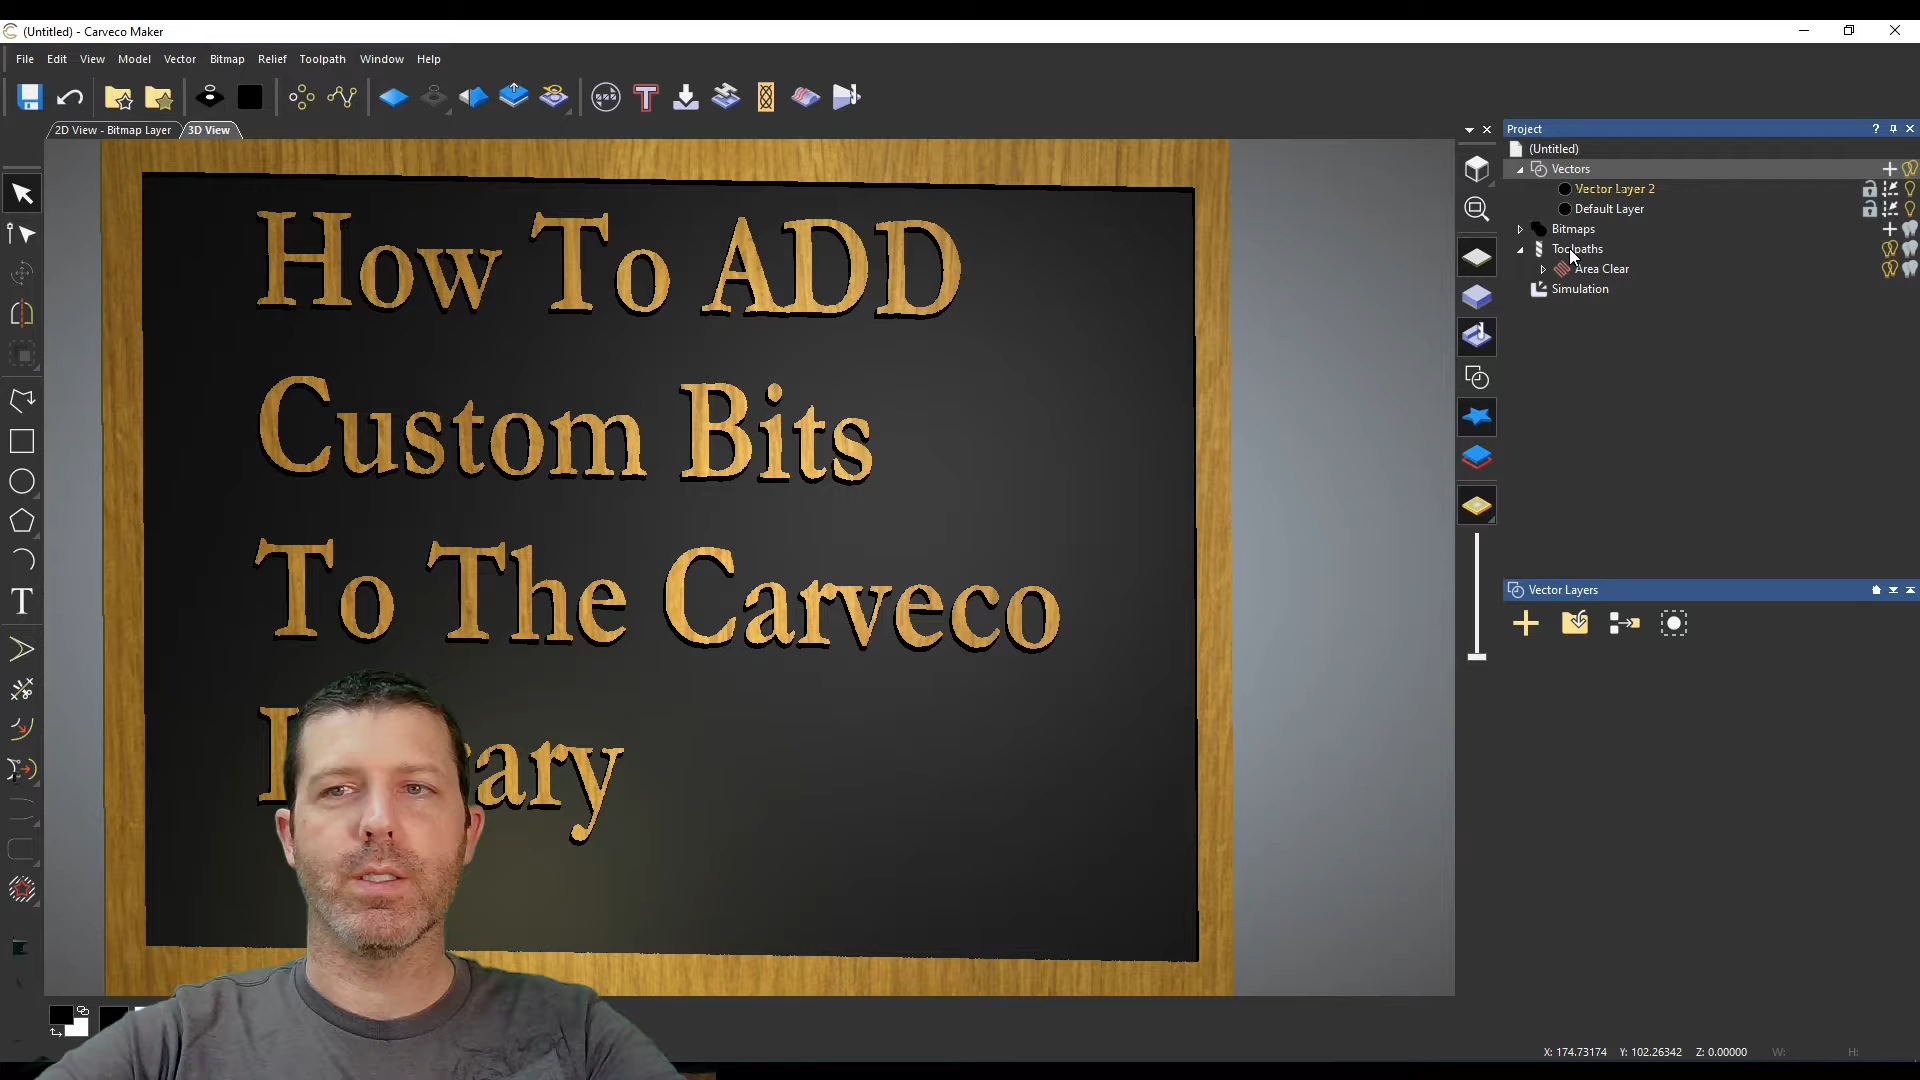 (Untitled) - Carveco Maker
File Edit View Model Vector Bitmap Relief Toolpath Window Help
2D View - Bitmap Layer 3D View
Project ?
(Untitled)
Vectors
Vector Layer 2
Default Layer
Bitmaps
Toolpaths
Area Clear
Simulation
Vector Layers
How To ADD
Custom Bits
To The Carveco
ary
X: 174.73174 Y: 102.26342 Z: 0.00000 W: H: